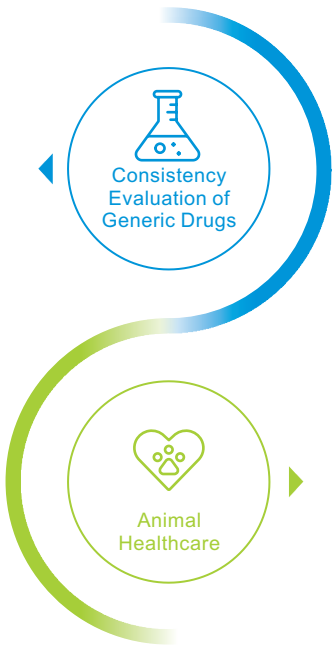 Consistency
Evaluation of
Generic Drugs
Animal
Healthcare